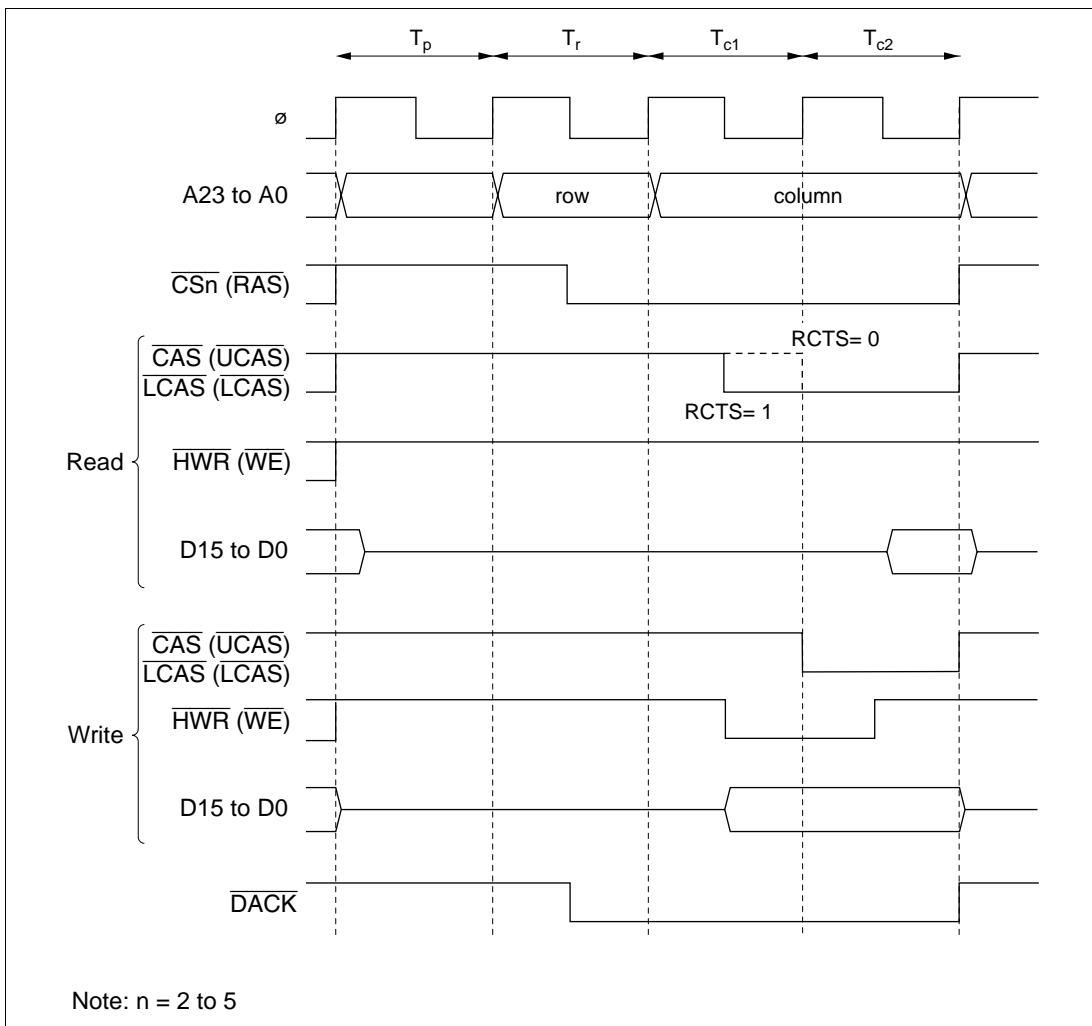 Tp Tr Tc1 Tc2
ø
A23 to A0 row column
CSn (RAS)
RCTS= 0
CAS (UCAS)
LCAS (LCAS)
RCTS= 1
Read
HWR (WE)
D15 to D0
CAS (UCAS)
LCAS (LCAS)
HWR (WE)
Write
D15 to D0
DACK
Note: n = 2 to 5